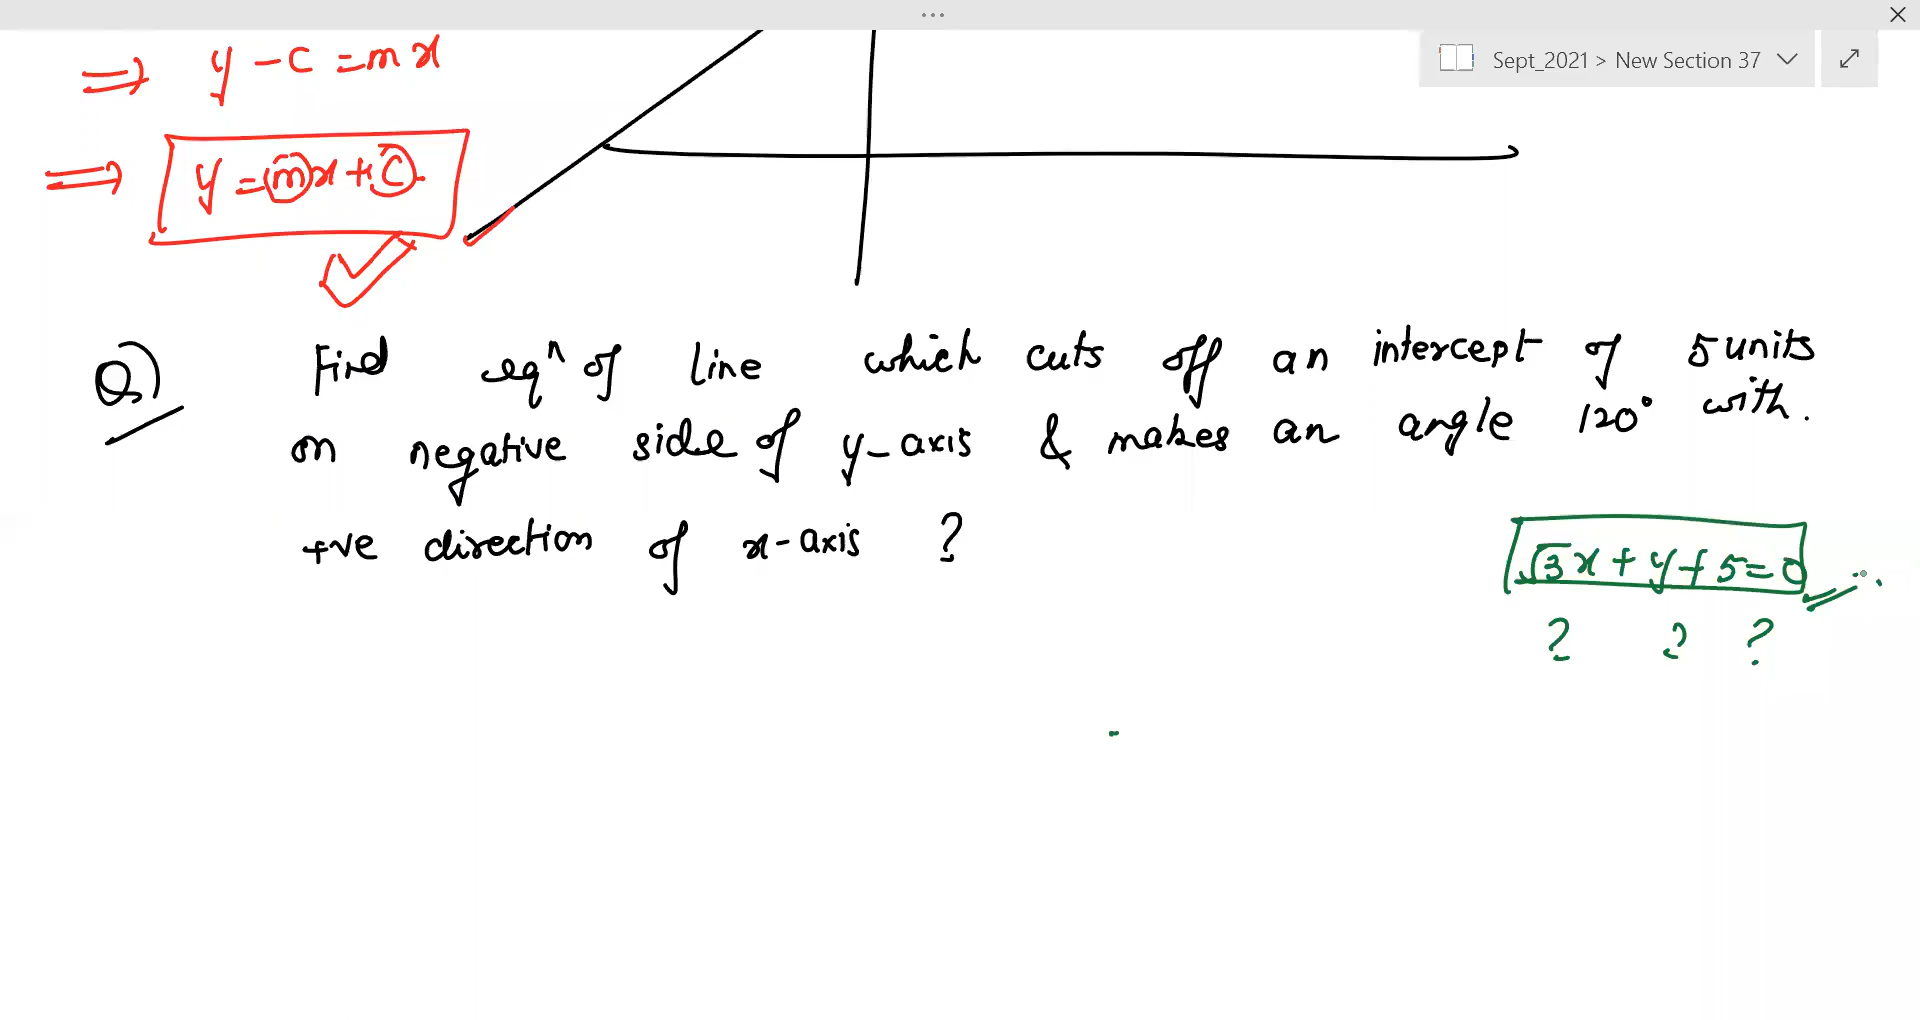 Sept_2021 > New Section 37
⇒ y - c = mx
⇒ y = mx + c.
Q) Find eqⁿ of line which cuts off an intercept of 5 units
on negative side of y-axis & makes an angle 120° with.
+ve direction of x-axis ?
√3x + y + 5 = 0
? ? ?